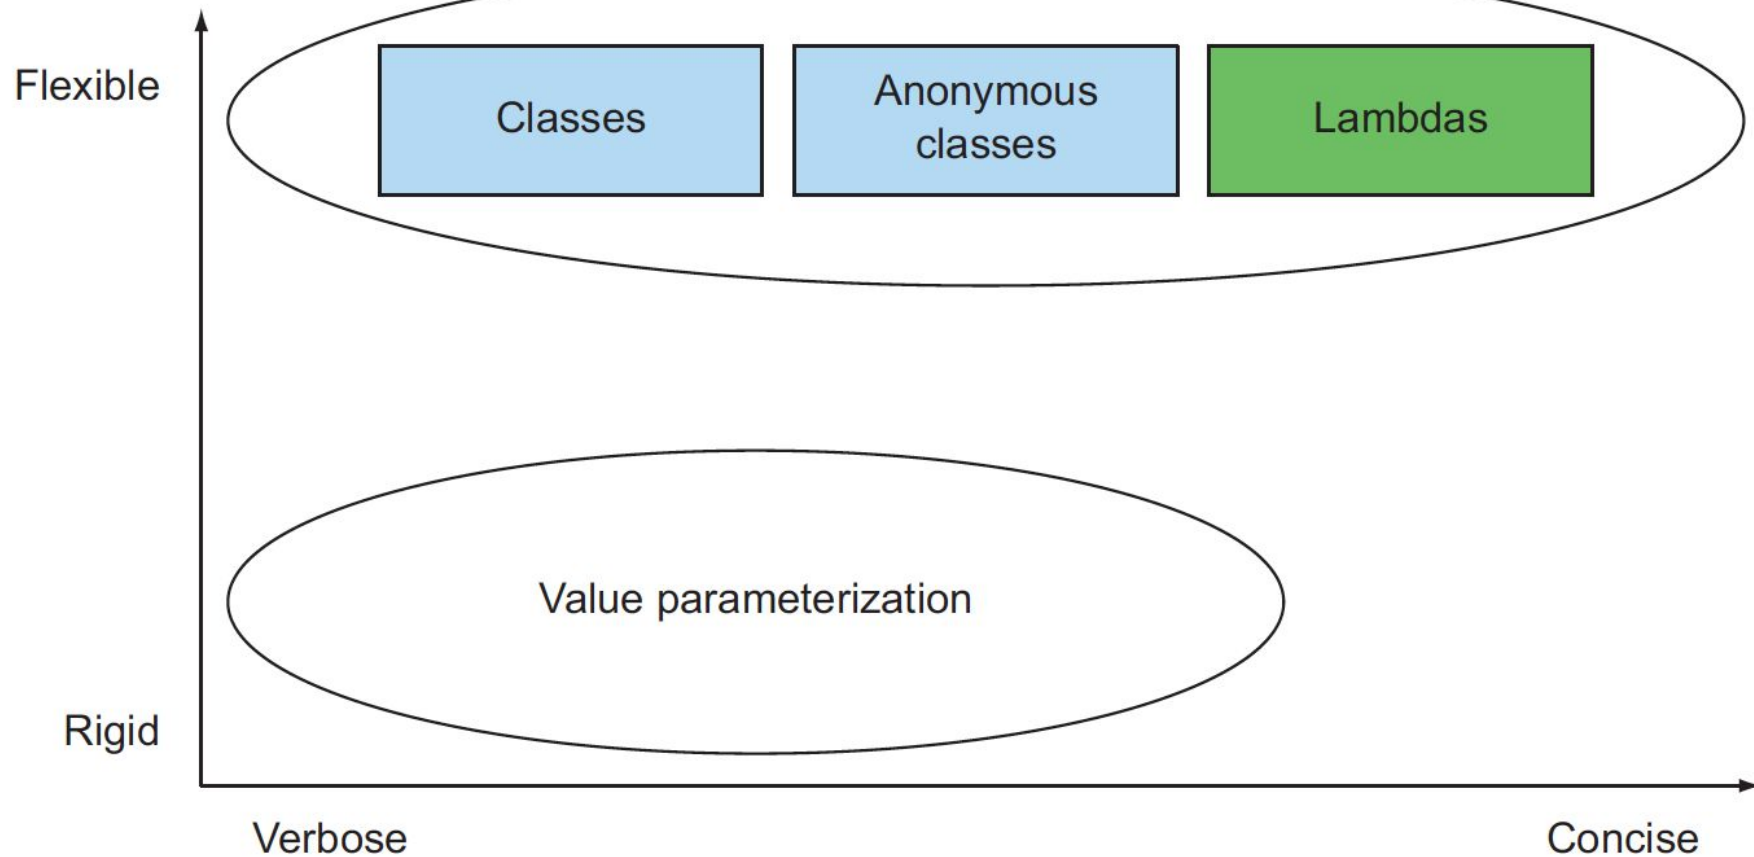 Flexible
Classes
Anonymous
classes
Lambdas
Value parameterization
Rigid
Verbose
Concise